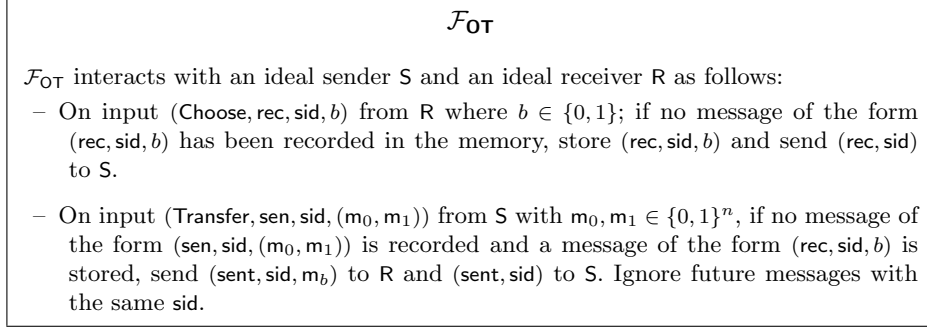 𝓕_OT
𝓕_OT interacts with an ideal sender S and an ideal receiver R as follows:
– On input (Choose, rec, sid, b) from R where b ∈ {0, 1}; if no message of the form
(rec, sid, b) has been recorded in the memory, store (rec, sid, b) and send (rec, sid)
to S.
– On input (Transfer, sen, sid, (m₀, m₁)) from S with m₀, m₁ ∈ {0, 1}ⁿ, if no message of
the form (sen, sid, (m₀, m₁)) is recorded and a message of the form (rec, sid, b) is
stored, send (sent, sid, m_b) to R and (sent, sid) to S. Ignore future messages with
the same sid.